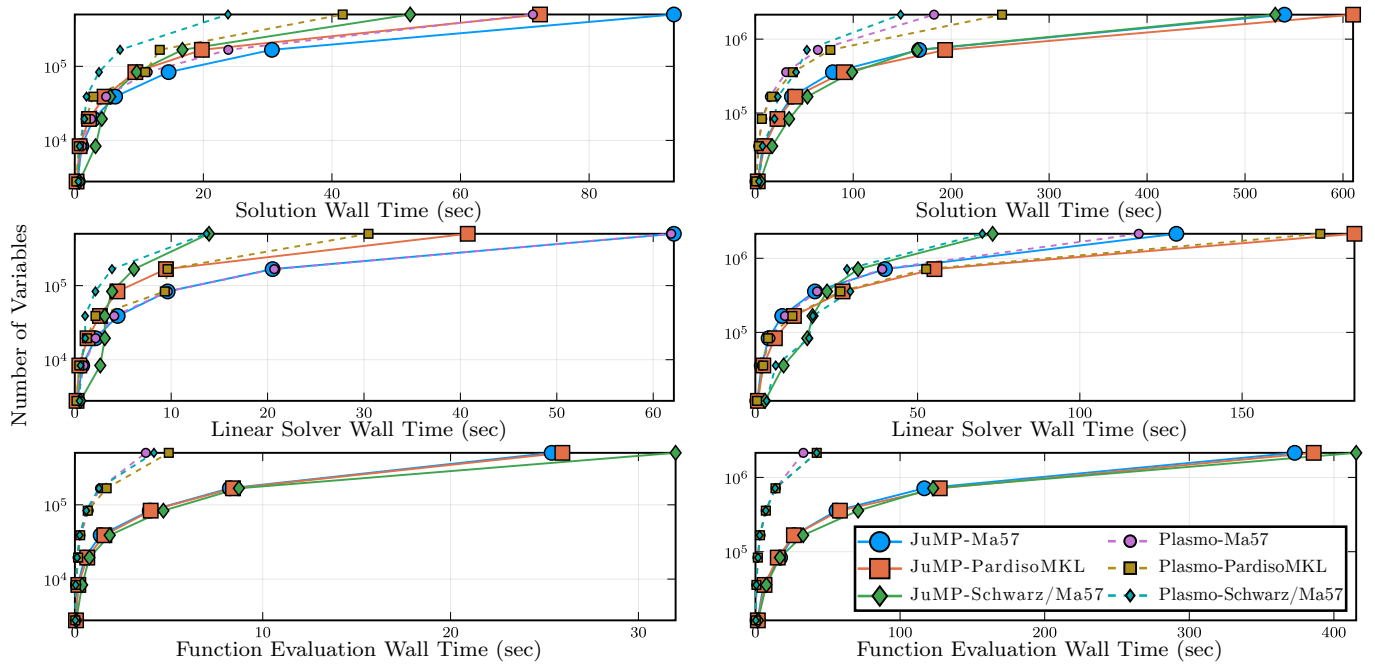 10^5
10^4
0 20 40 60 80
Solution Wall Time (sec)
10^6
10^5
0 100 200 300 400 500 600
Solution Wall Time (sec)
Number of Variables
10^5
10^4
0 10 20 30 40 50 60
Linear Solver Wall Time (sec)
10^6
10^5
0 50 100 150
Linear Solver Wall Time (sec)
10^5
10^4
0 10 20 30
Function Evaluation Wall Time (sec)
10^6
10^5
0 100 200 300 400
Function Evaluation Wall Time (sec)
JuMP-Ma57
JuMP-PardisoMKL
JuMP-Schwarz/Ma57
Plasmo-Ma57
Plasmo-PardisoMKL
Plasmo-Schwarz/Ma57